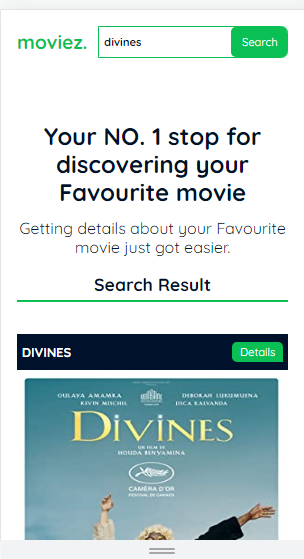 moviez.
divines
Search
Your NO. 1 stop for
discovering your
Favourite movie
Getting details about your Favourite
movie just got easier.
Search Result
DIVINES
Details
OULAYA AMAMRA
DEBORAH LUKUMUENA
KEVIN MISCHEL
JISCA KALVANDA
DIVINES
UN FILM DE
HOUDA BENYAMINA
CAMÉRA D'OR
FESTIVAL DE CANNES